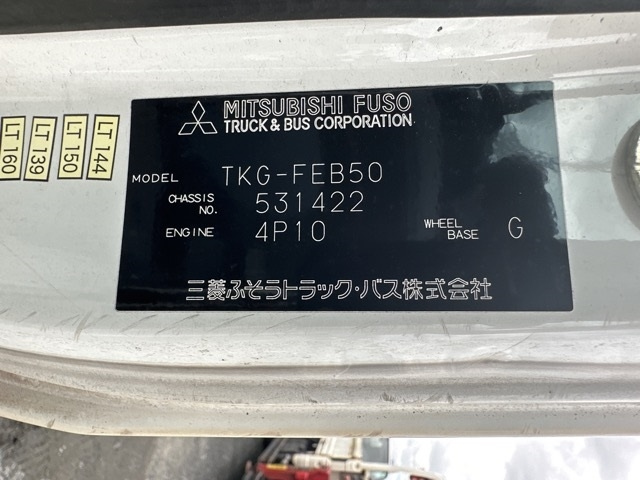 MITSUBISHI FUSO
TRUCK & BUS CORPORATION
MODEL TKG-FEB50
CHASSIS NO. 531422
ENGINE 4P10 WHEEL BASE G
三菱ふそうトラック・バス株式会社
LT 160
LT 139
LT 150
LT 144